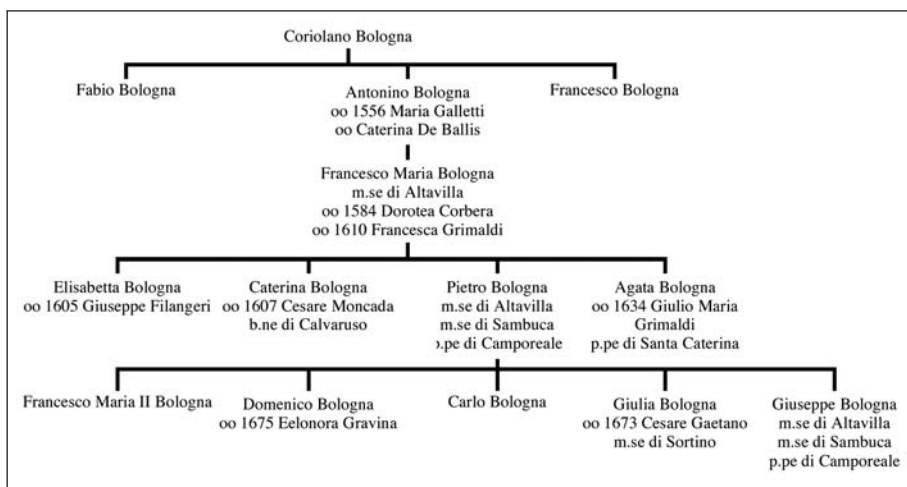 Coriolano Bologna
Fabio Bologna
Antonino Bologna
oo 1556 Maria Galletti
oo Caterina De Ballis
Francesco Bologna
Francesco Maria Bologna
m.se di Altavilla
oo 1584 Dorotea Corbera
oo 1610 Francesca Grimaldi
Elisabetta Bologna
oo 1605 Giuseppe Filangeri
Caterina Bologna
oo 1607 Cesare Moncada
b.ne di Calvaruso
Pietro Bologna
m.se di Altavilla
m.se di Sambuca
p.pe di Camporeale
Agata Bologna
oo 1634 Giulio Maria
Grimaldi
p.pe di Santa Caterina
Francesco Maria II Bologna
Domenico Bologna
oo 1675 Eelonora Gravina
Carlo Bologna
Giulia Bologna
oo 1673 Cesare Gaetano
m.se di Sortino
Giuseppe Bologna
m.se di Altavilla
m.se di Sambuca
p.pe di Camporeale